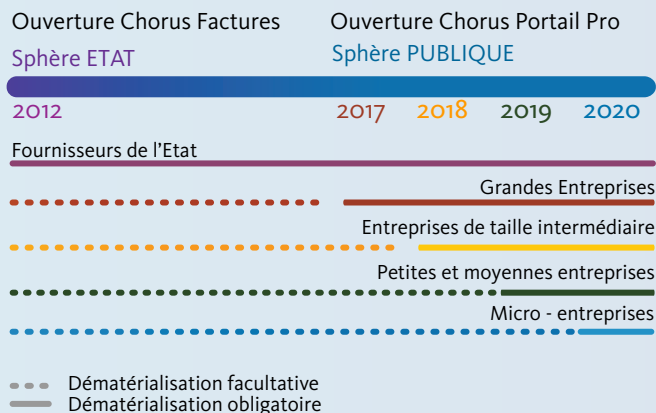 Ouverture Chorus Factures Ouverture Chorus Portail Pro
Sphère ETAT Sphère PUBLIQUE
2012 2017 2018 2019 2020
Fournisseurs de l'Etat
Grandes Entreprises
Entreprises de taille intermédiaire
Petites et moyennes entreprises
Micro - entreprises
Dématérialisation facultative
Dématérialisation obligatoire